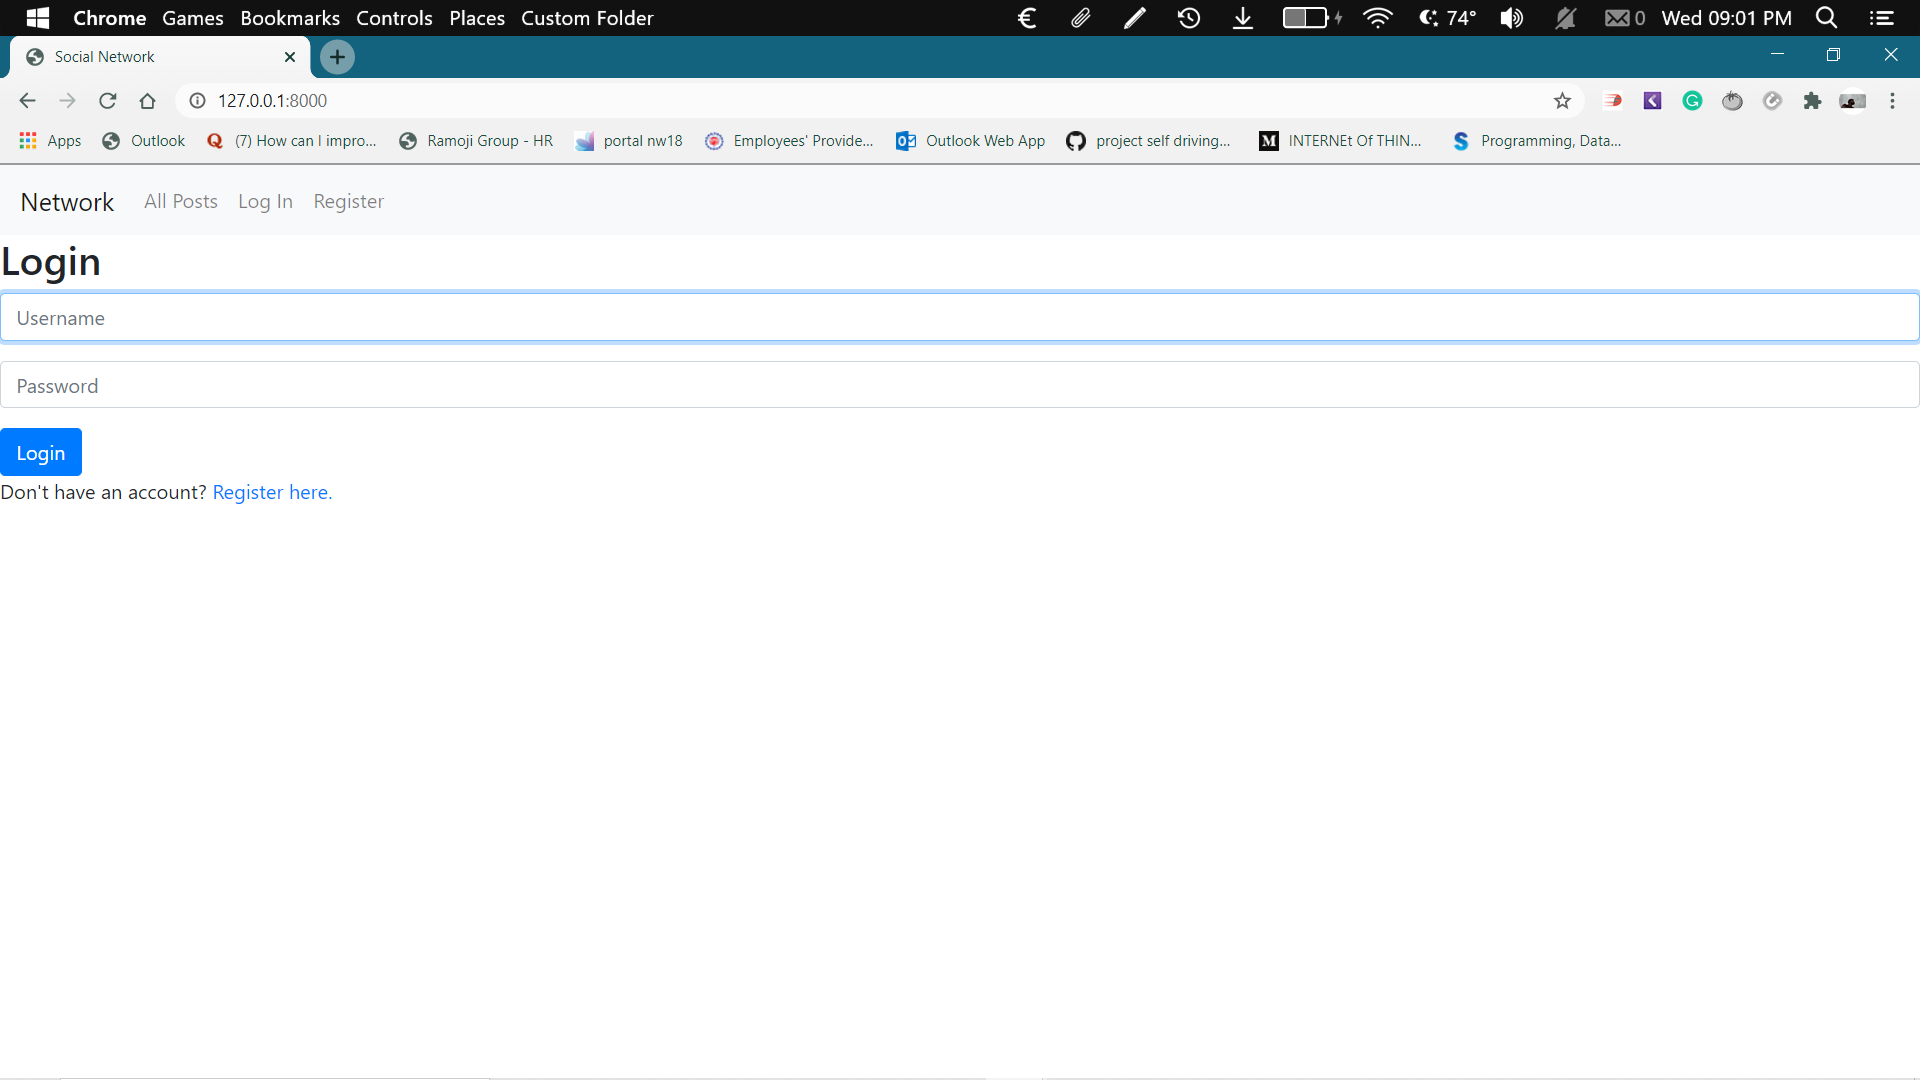 Chrome Games Bookmarks Controls Places Custom Folder 74° 0 Wed 09:01 PM
Social Network
127.0.0.1:8000
Apps Outlook (7) How can I impro... Ramoji Group - HR portal nw18 Employees' Provide... Outlook Web App project self driving... INTERNEt Of THIN... Programming, Data...
Network All Posts Log In Register
Login
Username
Password
Login
Don't have an account? Register here.